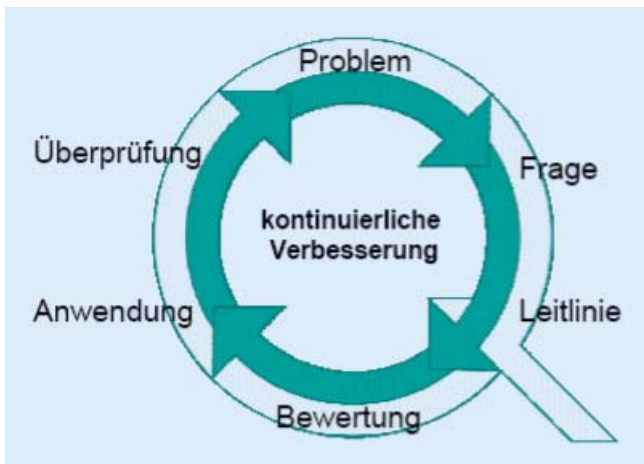 Problem
Frage
Leitlinie
Bewertung
Anwendung
Überprüfung
kontinuierliche
Verbesserung